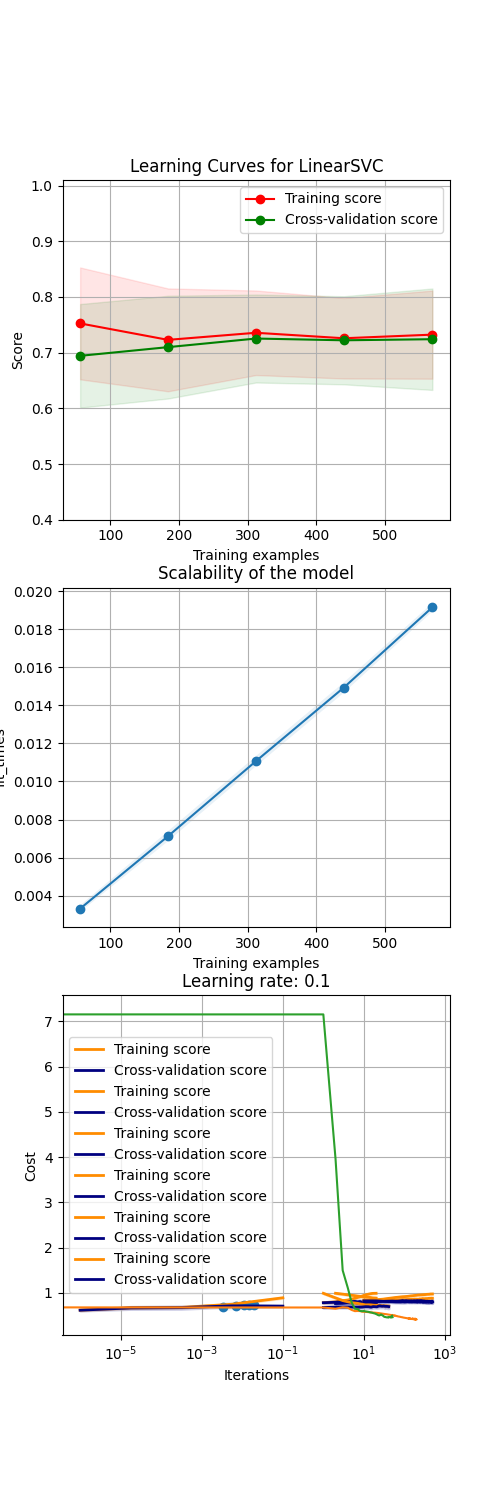 Learning Curves for LinearSVC
1.0
0.9
0.8
0.7
0.6
0.5
0.4
Score
Training score
Cross-validation score
100 200 300 400 500
Training examples
Scalability of the model
0.020
0.018
0.016
0.014
0.012
0.010
0.008
0.006
0.004
100 200 300 400 500
Training examples
Learning rate: 0.1
7
6
5
4
3
2
1
Cost
Training score
Cross-validation score
Training score
Cross-validation score
Training score
Cross-validation score
Training score
Cross-validation score
Training score
Cross-validation score
Training score
Cross-validation score
10⁻⁵ 10⁻³ 10⁻¹ 10¹ 10³
Iterations